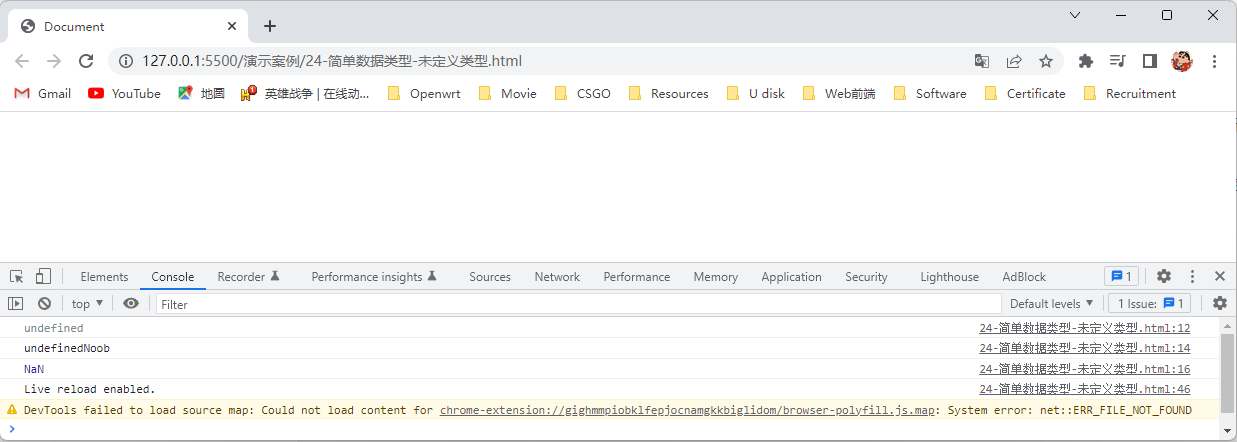 Document
127.0.0.1:5500/演示案例/24-简单数据类型-未定义类型.html
Gmail YouTube 地图 英雄战争 | 在线动... Openwrt Movie CSGO Resources U disk Web前端 Software Certificate Recruitment
Elements Console Recorder Performance insights Sources Network Performance Memory Application Security Lighthouse AdBlock 1
top Filter Default levels 1 Issue: 1
undefined 24-简单数据类型-未定义类型.html:12
undefinedNoob 24-简单数据类型-未定义类型.html:14
NaN 24-简单数据类型-未定义类型.html:16
Live reload enabled. 24-简单数据类型-未定义类型.html:46
DevTools failed to load source map: Could not load content for chrome-extension://gighmmpiobklfepjocnamgkkbiglidom/browser-polyfill.js.map: System error: net::ERR_FILE_NOT_FOUND